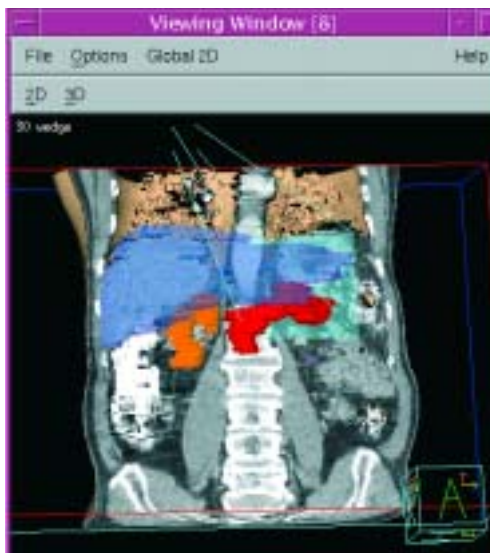 Viewing Window [8]
File Options Global 2D Help
2D 3D
3D wedge
A